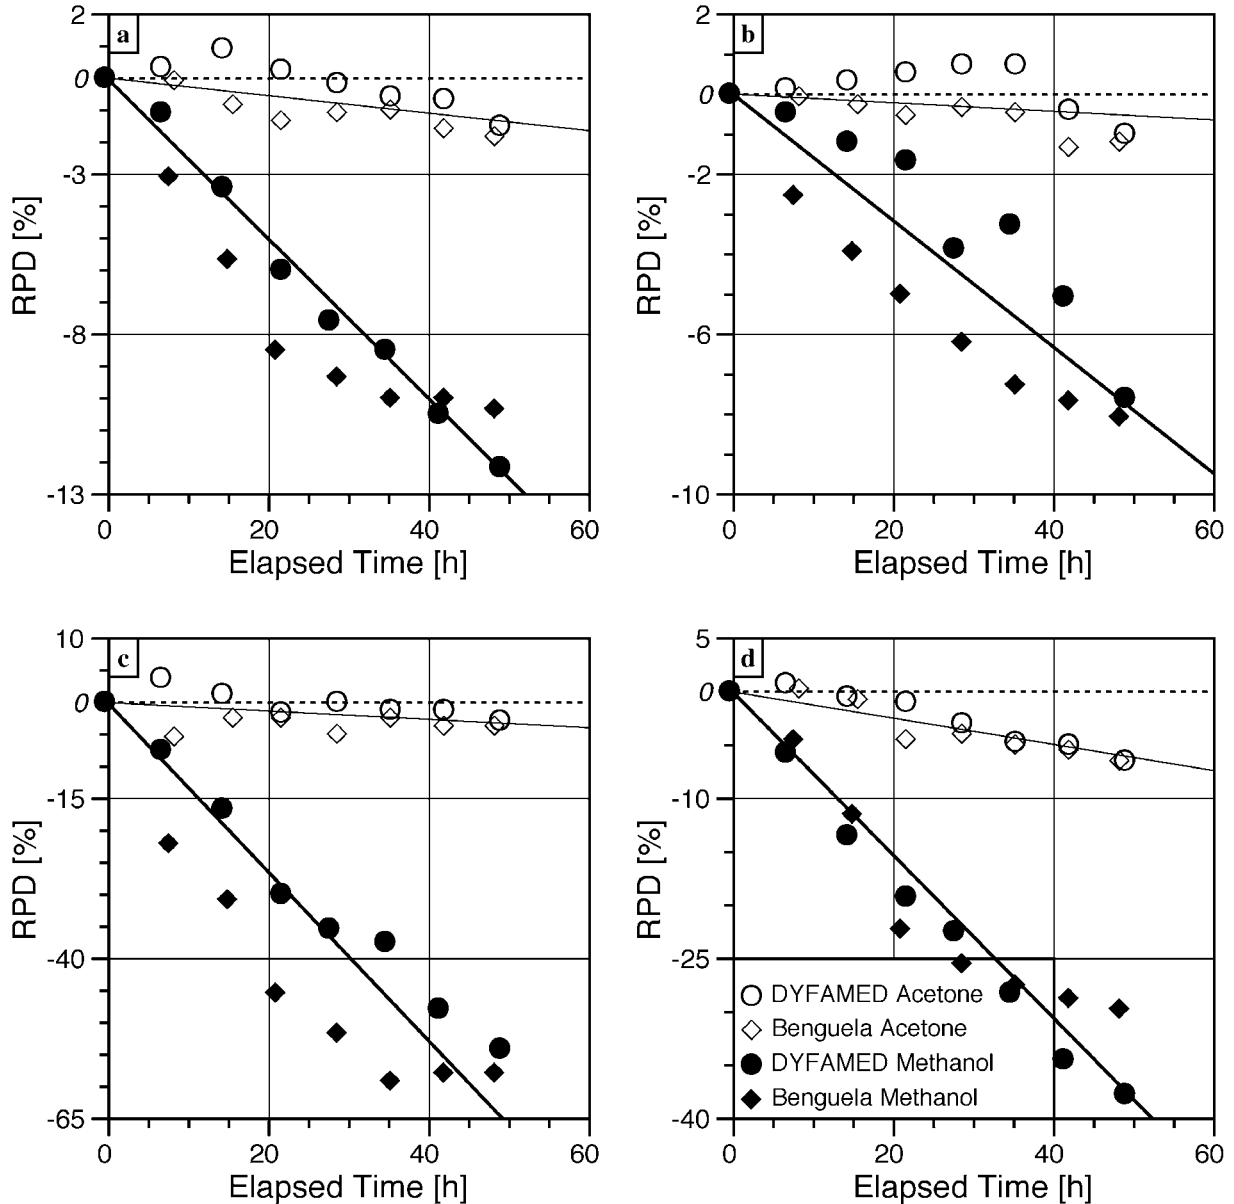 2
a
0
-3
-8
-13
RPD [%]
0
20
40
60
Elapsed Time [h]
2
b
0
-2
-6
-10
RPD [%]
0
20
40
60
Elapsed Time [h]
10
c
0
-15
-40
-65
RPD [%]
0
20
40
60
Elapsed Time [h]
5
d
0
-10
-25
-40
RPD [%]
DYFAMED Acetone
Benguela Acetone
DYFAMED Methanol
Benguela Methanol
0
20
40
60
Elapsed Time [h]